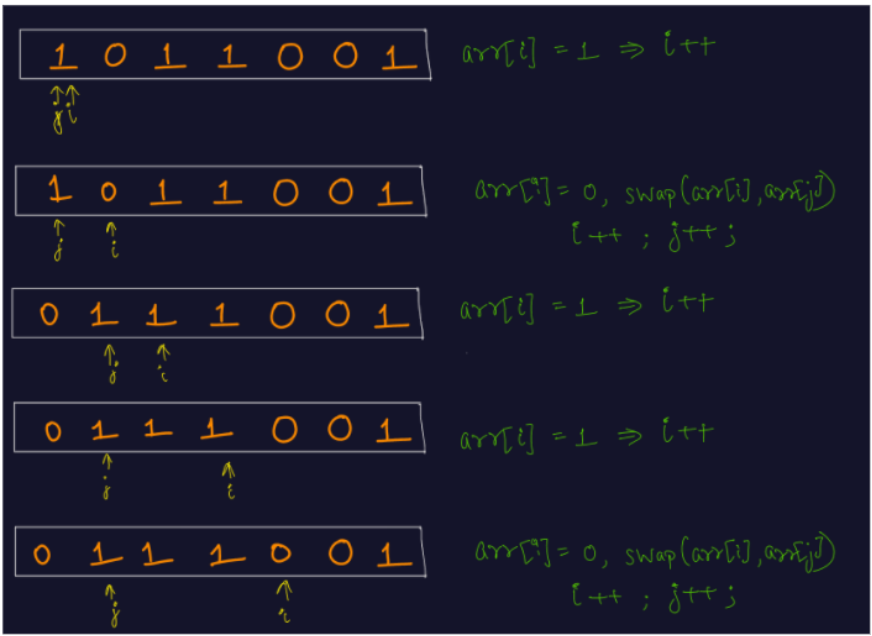 1 0 1 1 0 0 1 arr[i] = 1 ⇒ i++
j i
1 0 1 1 0 0 1 arr[i] = 0, swap(arr[i], arr[j])
j i i++ ; j++ ;
0 1 1 1 0 0 1 arr[i] = 1 ⇒ i++
j i
0 1 1 1 0 0 1 arr[i] = 1 ⇒ i++
j i
0 1 1 1 0 0 1 arr[i] = 0, swap(arr[i], arr[j])
j i i++ ; j++ ;